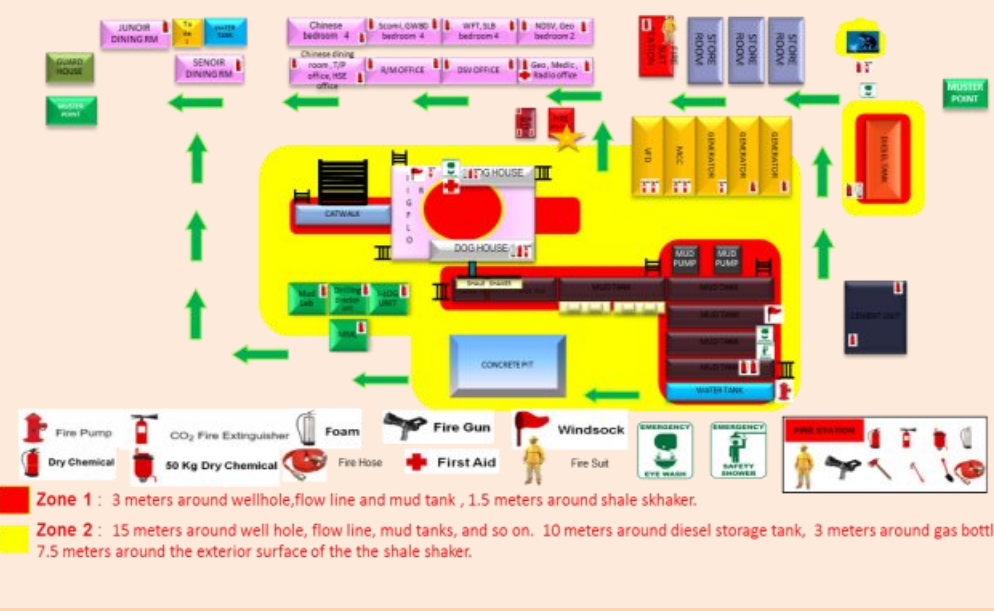 JUNOIR
DINING RM
WATER
TANK
Chinese
bedroom 4
Scomi, GWBD
bedroom 4
WFT, SLB
bedroom 4
NDSV, Geo
bedroom 2
STORE
ROOM
STORE
ROOM
STORE
ROOM
GUARD
HOUSE
SENOIR
DINING RM
Chinese dining
room, T/P
office, HSE
office
R/M OFFICE
DSV OFFICE
Geo, Medic,
Radio office
MUSTER
POINT
MUSTER
POINT
VFD
MCC
GENERATOR
GENERATOR
GENERATOR
DIESEL TANK
DOG HOUSE
CATWALK
DOG HOUSE
MUD
PUMP
MUD
PUMP
SHALE SHAKER
MUD TANK
MUD TANK
Mud
Lab
UNIT
MUD TANK
MUD TANK
MUD TANK
WATER TANK
CEMENT UNIT
CONCRETE PIT
Fire Pump
CO₂ Fire Extinguisher
Foam
Fire Gun
Windsock
EMERGENCY
EYE WASH
EMERGENCY
SAFETY
SHOWER
FIRE STATION
Dry Chemical
50 Kg Dry Chemical
Fire Hose
First Aid
Fire Suit
Zone 1 : 3 meters around wellhole,flow line and mud tank , 1.5 meters around shale skhaker.
Zone 2 : 15 meters around well hole, flow line, mud tanks, and so on. 10 meters around diesel storage tank, 3 meters around gas bottl
7.5 meters around the exterior surface of the the shale shaker.